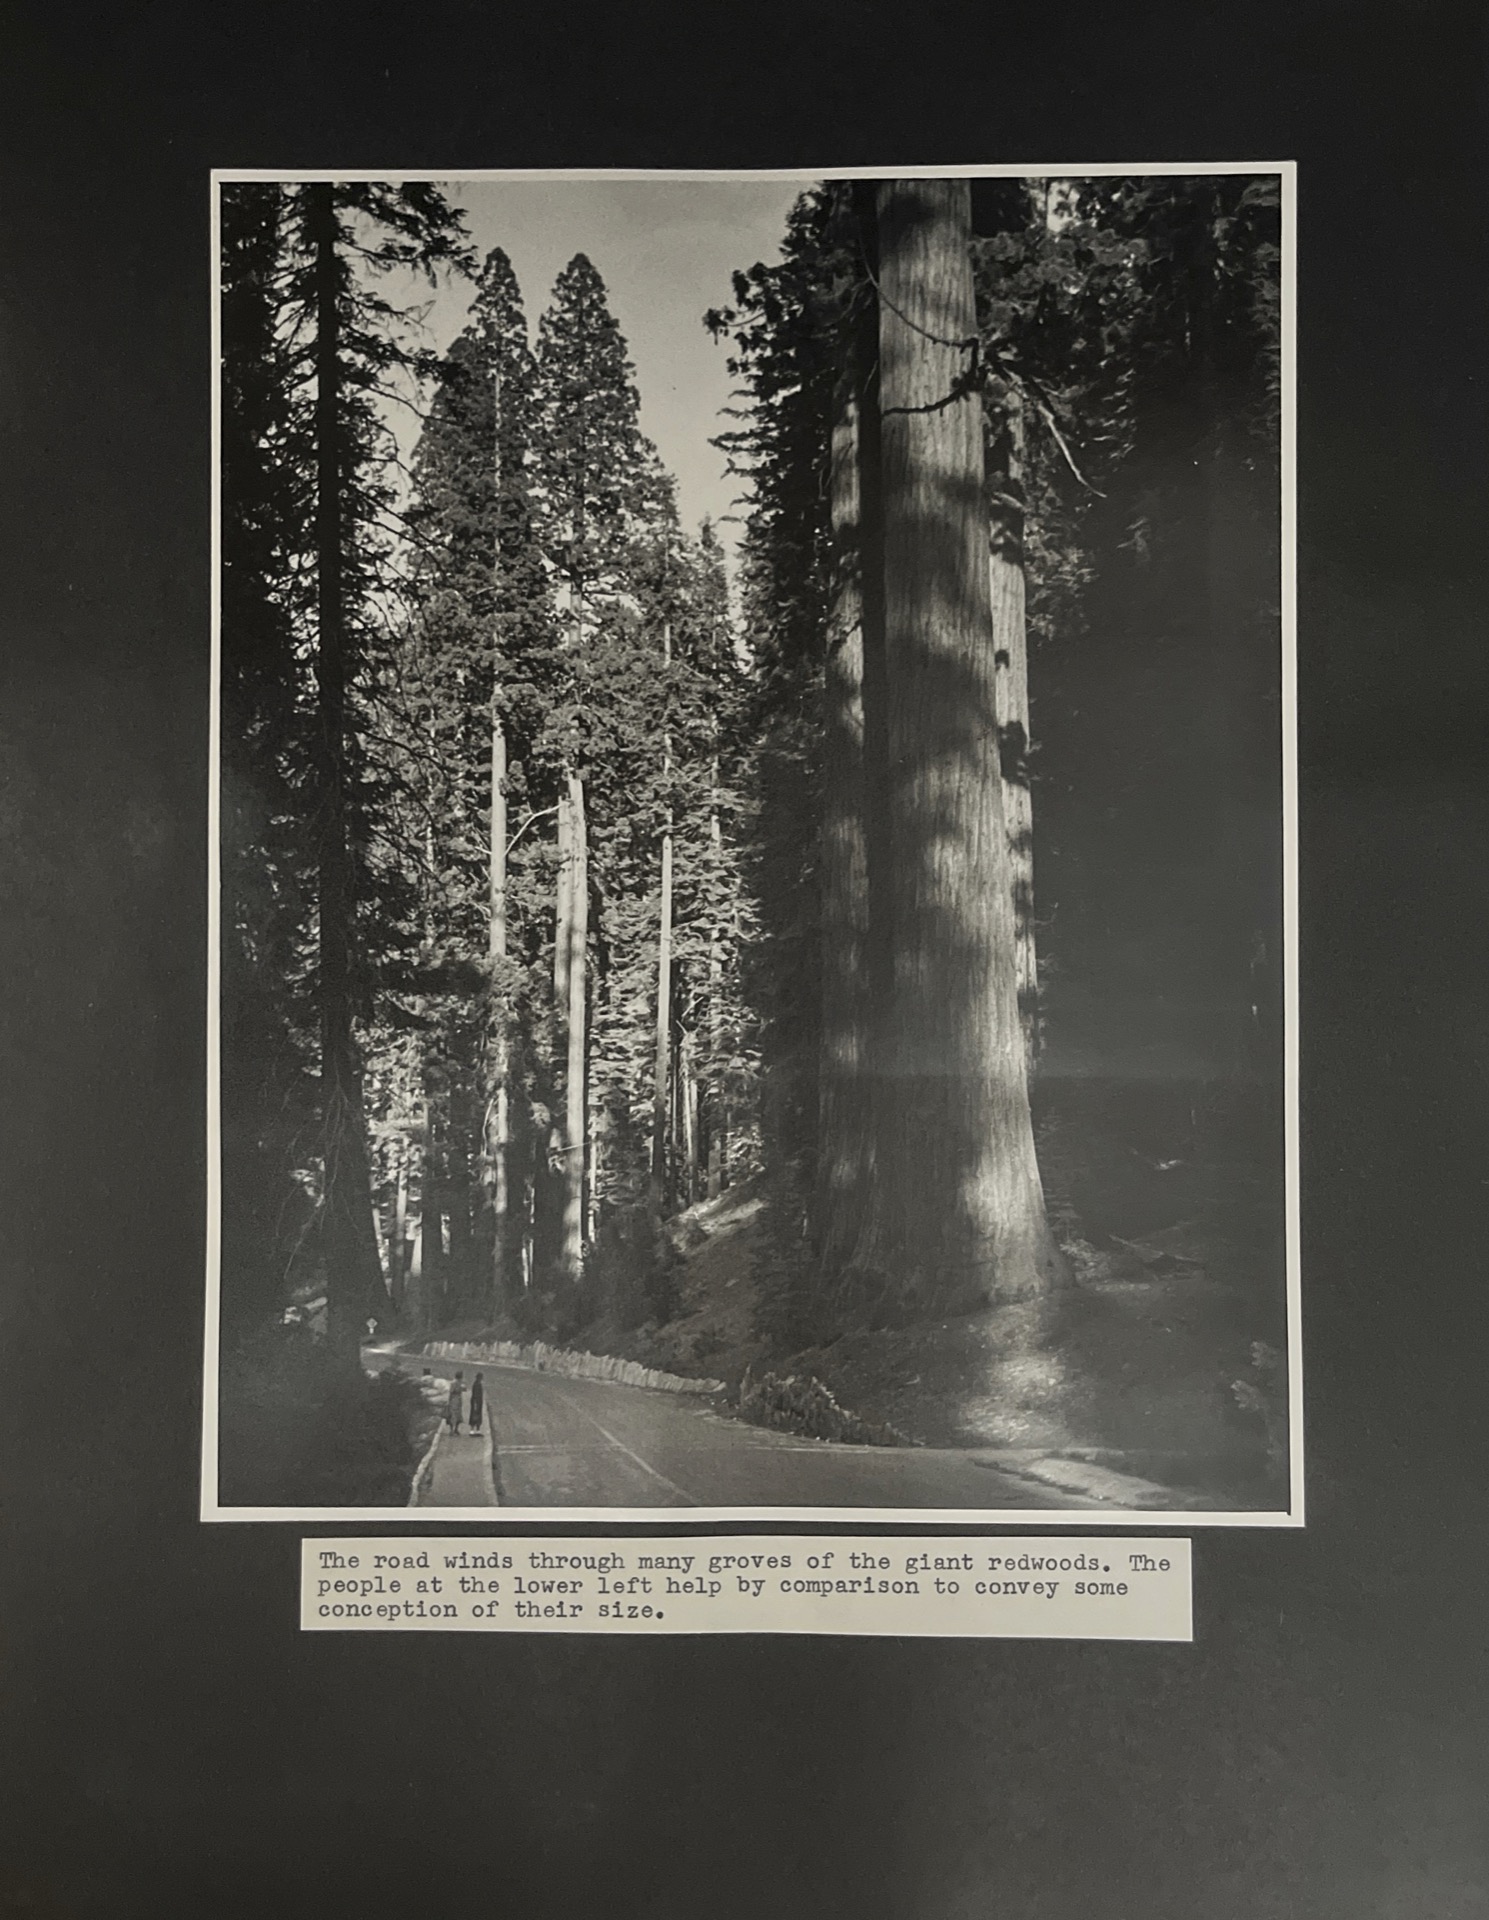 The road winds through many groves of the giant redwoods. The
people at the lower left help by comparison to convey some
conception of their size.